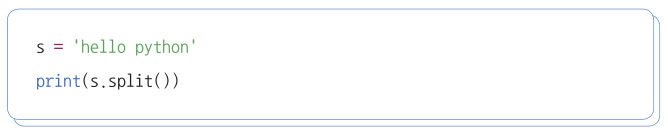 s = 'hello python'
print(s.split())